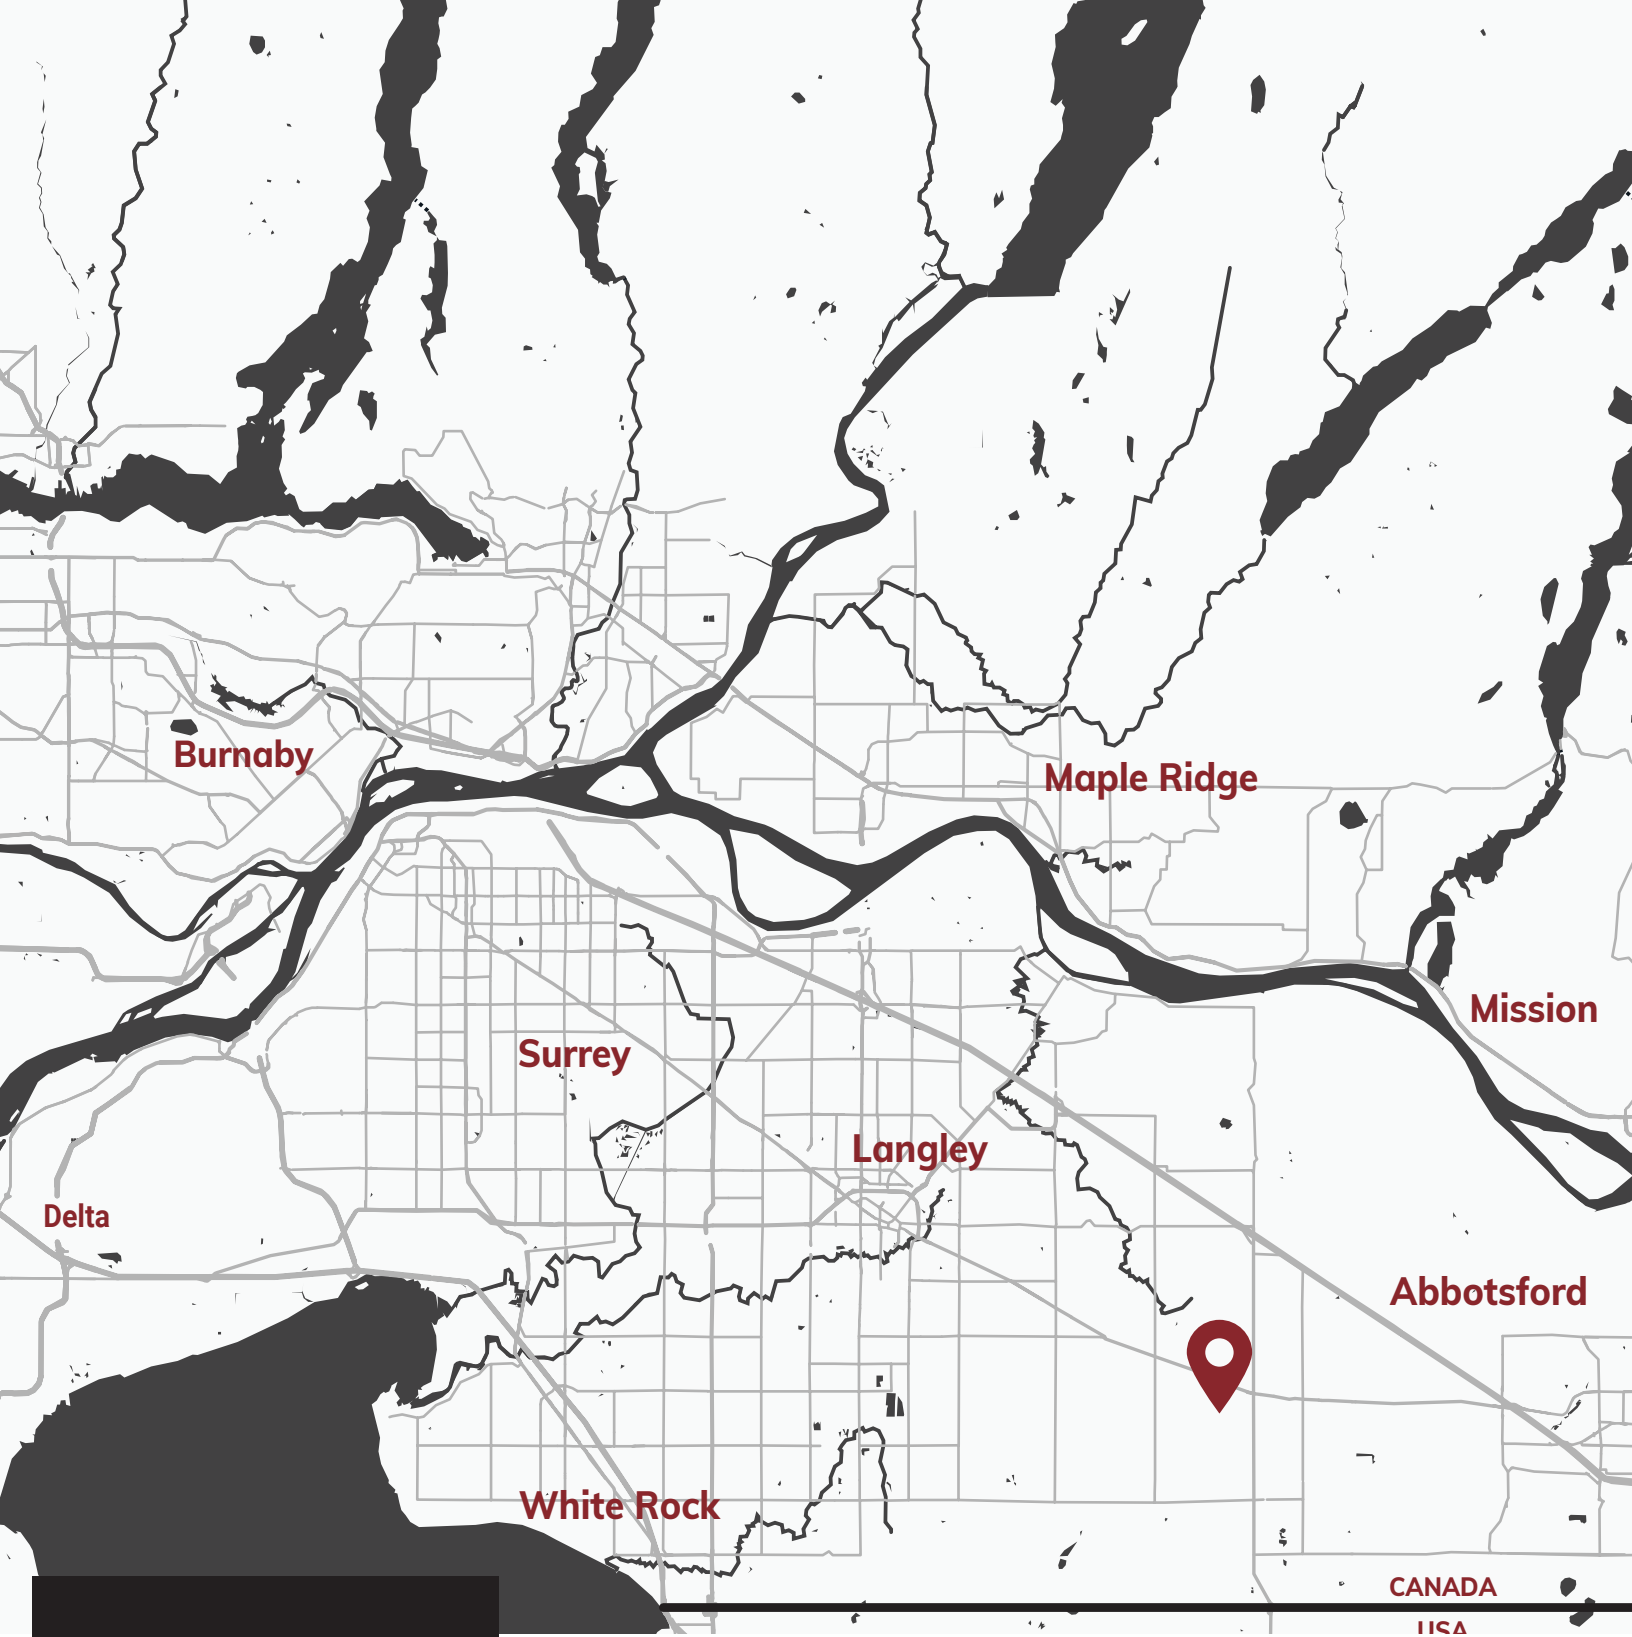 Burnaby
Maple Ridge
Mission
Surrey
Langley
Delta
Abbotsford
White Rock
CANADA
USA